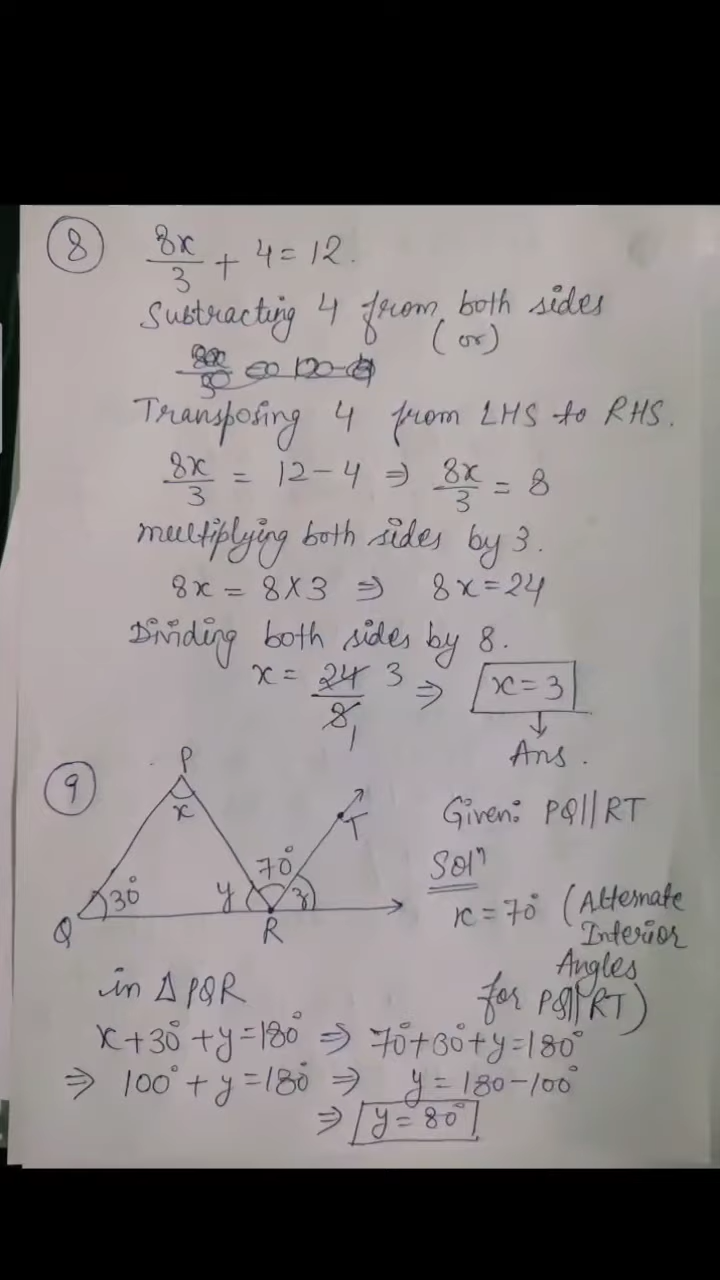 8 8x/3 + 4 = 12.
Subtracting 4 from both sides
(or)
Transposing 4 from LHS to RHS.
8x/3 = 12 - 4 ⇒ 8x/3 = 8
multiplying both sides by 3.
8x = 8 X 3 ⇒ 8x = 24
Dividing both sides by 8.
x = 24/8 3 1 ⇒ x = 3
Ans.
9
P
x
T
70°
30°
y
z
Q
R
Given: PQ||RT
Solⁿ
x = 70° (Alternate
Interior
Angles
for PQ||RT)
in Δ PQR
x + 30° + y = 180° ⇒ 70° + 30° + y = 180°
⇒ 100° + y = 180° ⇒ y = 180 - 100°
⇒ y = 80°